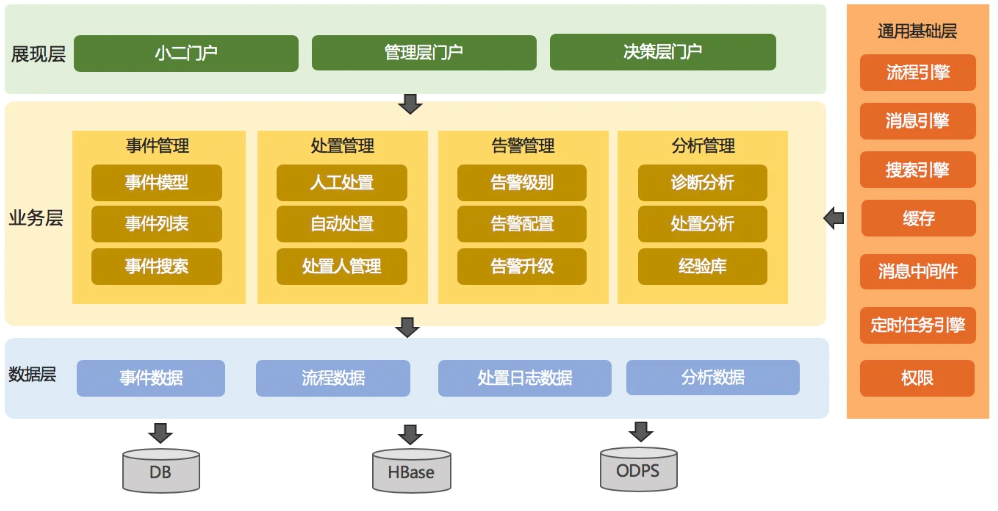 展现层
小二门户
管理层门户
决策层门户
业务层
事件管理
事件模型
事件列表
事件搜索
处置管理
人工处置
自动处置
处置人管理
告警管理
告警级别
告警配置
告警升级
分析管理
诊断分析
处置分析
经验库
数据层
事件数据
流程数据
处置日志数据
分析数据
DB
HBase
ODPS
通用基础层
流程引擎
消息引擎
搜索引擎
缓存
消息中间件
定时任务引擎
权限